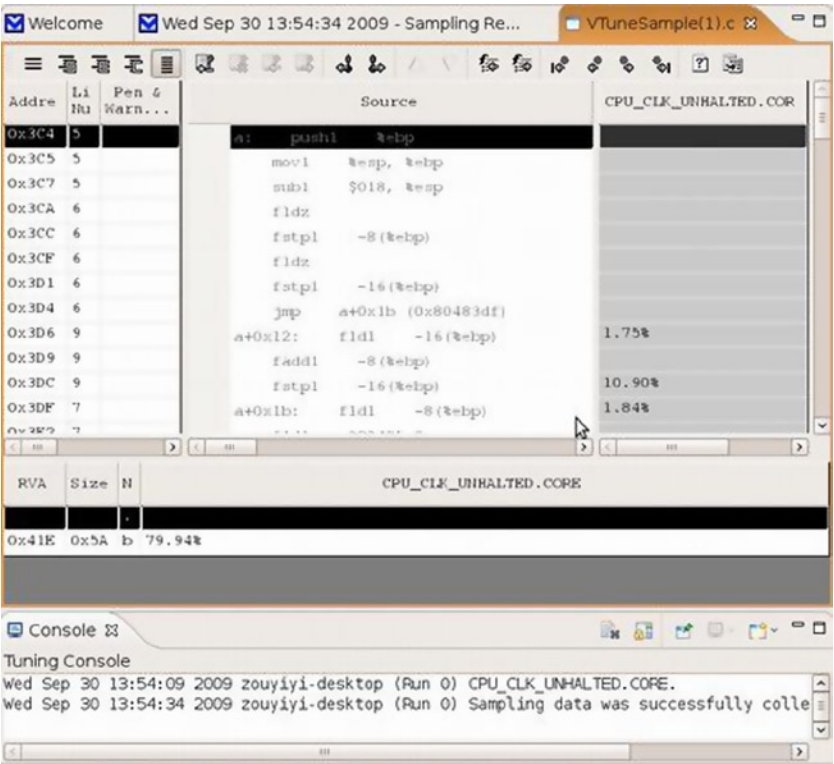 Welcome
Wed Sep 30 13:54:34 2009 - Sampling Re...
VTuneSample(1).c
Addre Li Nu Pen & Warn... Source CPU_CLK_UNHALTED.COR
0x3C4 5 a: pushl %ebp
0x3C5 5 movl %esp, %ebp
0x3C7 5 subl $018, %esp
0x3CA 6 fldz
0x3CC 6 fstpl -8(%ebp)
0x3CF 6 fldz
0x3D1 6 fstpl -16(%ebp)
0x3D4 6 jmp a+0x1b (0x80483df)
0x3D6 9 a+0x12: fldl -16(%ebp) 1.75%
0x3D9 9 faddl -8(%ebp)
0x3DC 9 fstpl -16(%ebp) 10.90%
0x3DF 7 a+0x1b: fldl -8(%ebp) 1.84%
RVA Size N CPU_CLK_UNHALTED.CORE
0x41E 0x5A b 79.94%
Console
Tuning Console
Wed Sep 30 13:54:09 2009 zouyiyi-desktop (Run 0) CPU_CLK_UNHALTED.CORE.
Wed Sep 30 13:54:34 2009 zouyiyi-desktop (Run 0) Sampling data was successfully colle